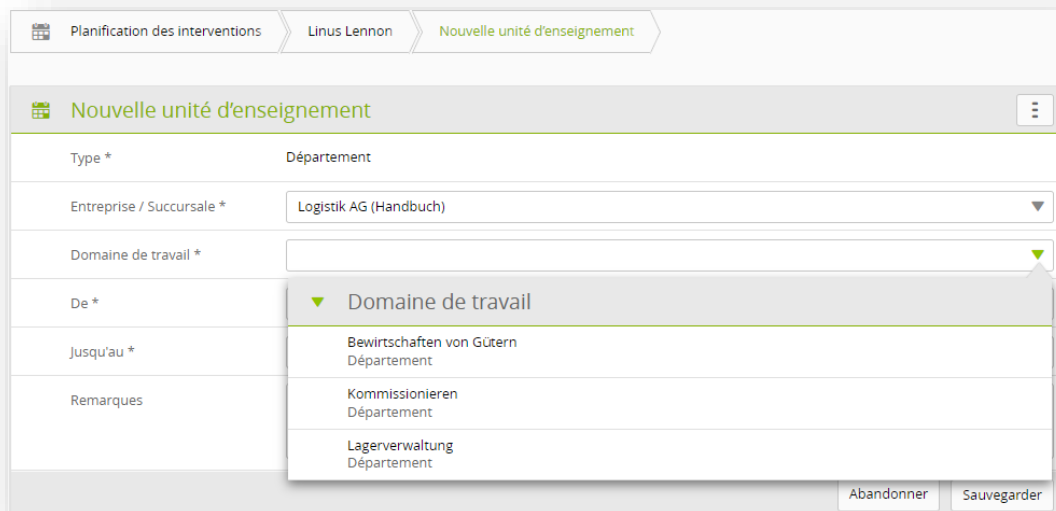 Planification des interventions
Linus Lennon
Nouvelle unité d'enseignement
Nouvelle unité d'enseignement
Type *
Département
Entreprise / Succursale *
Logistik AG (Handbuch)
Domaine de travail *
De *
Domaine de travail
Bewirtschaften von Gütern
Département
Jusqu'au *
Kommissionieren
Département
Remarques
Lagerverwaltung
Département
Abandonner
Sauvegarder